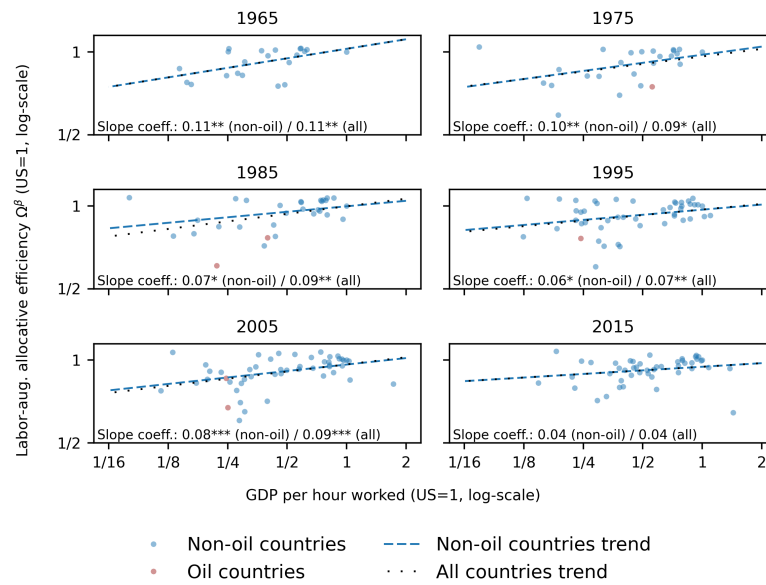 1965
1975
1
1/2
Slope coeff.: 0.11** (non-oil) / 0.11** (all)
Slope coeff.: 0.10** (non-oil) / 0.09* (all)
1985
1995
1
1/2
Slope coeff.: 0.07* (non-oil) / 0.09** (all)
Slope coeff.: 0.06* (non-oil) / 0.07** (all)
2005
2015
1
1/2
Slope coeff.: 0.08*** (non-oil) / 0.09*** (all)
Slope coeff.: 0.04 (non-oil) / 0.04 (all)
1/16 1/8 1/4 1/2 1 2
1/16 1/8 1/4 1/2 1 2
Labor-aug. allocative efficiency Ω^β (US=1, log-scale)
GDP per hour worked (US=1, log-scale)
Non-oil countries
Non-oil countries trend
Oil countries
All countries trend